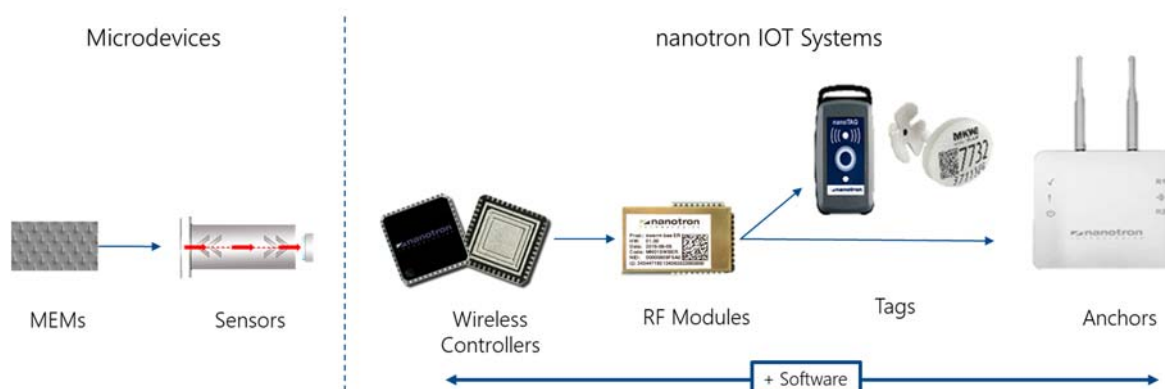 Microdevices
nanotron IOT Systems
nanoTAG
nanotron
MKW
7732
nanotron
nanotron
nanotron
MEMs
Sensors
Wireless
Controllers
RF Modules
Tags
Anchors
+ Software